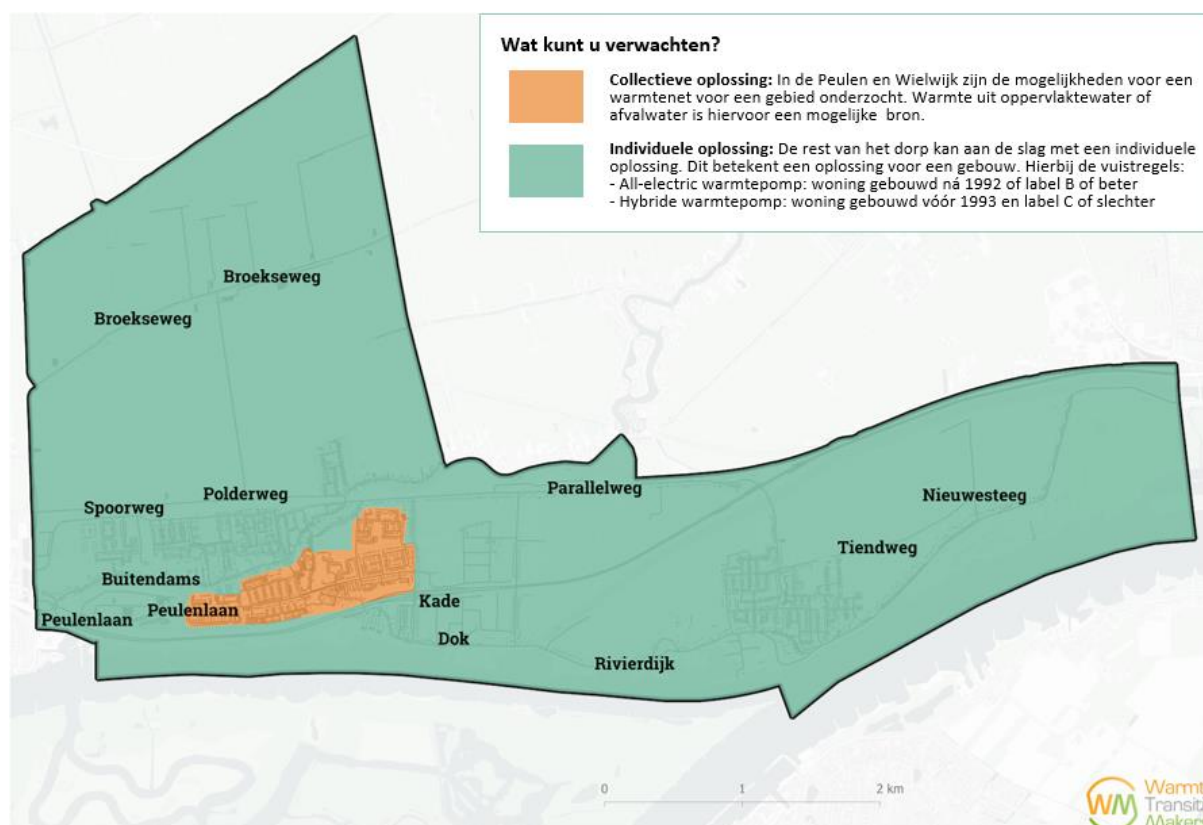 Wat kunt u verwachten?
Collectieve oplossing: In de Peulen en Wielwijk zijn de mogelijkheden voor een
warmtenet voor een gebied onderzocht. Warmte uit oppervlaktewater of
afvalwater is hiervoor een mogelijke bron.
Individuele oplossing: De rest van het dorp kan aan de slag met een individuele
oplossing. Dit betekent een oplossing voor een gebouw. Hierbij de vuistregels:
- All-electric warmtepomp: woning gebouwd ná 1992 of label B of beter
- Hybride warmtepomp: woning gebouwd vóór 1993 en label C of slechter
Broekseweg
Broekseweg
Parallelweg
Polderweg
Nieuwesteeg
Spoorweg
Tiendweg
Buitendams
Kade
Peulenlaan
Peulenlaan
Dok
Rivierdijk
0 1 2 km
WM
Warmt
Transit
Maker